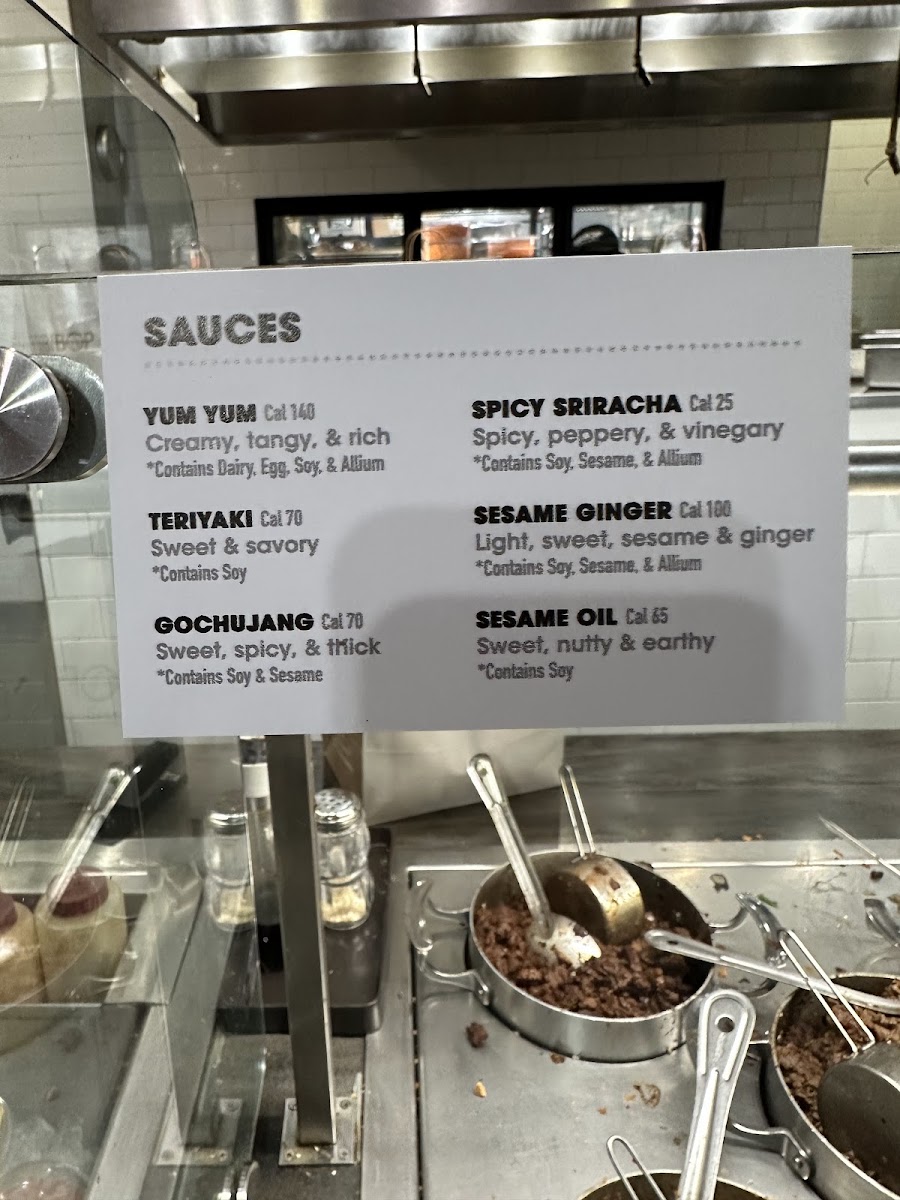 SAUCES
YUM YUM Cal 140
Creamy, tangy, & rich
*Contains Dairy, Egg, Soy, & Allium
TERIYAKI Cal 70
Sweet & savory
*Contains Soy
GOCHUJANG Cal 70
Sweet, spicy, & thick
*Contains Soy & Sesame
SPICY SRIRACHA Cal 25
Spicy, peppery, & vinegary
*Contains Soy, Sesame, & Allium
SESAME GINGER Cal 100
Light, sweet, sesame & ginger
*Contains Soy, Sesame, & Allium
SESAME OIL Cal 65
Sweet, nutty & earthy
*Contains Soy